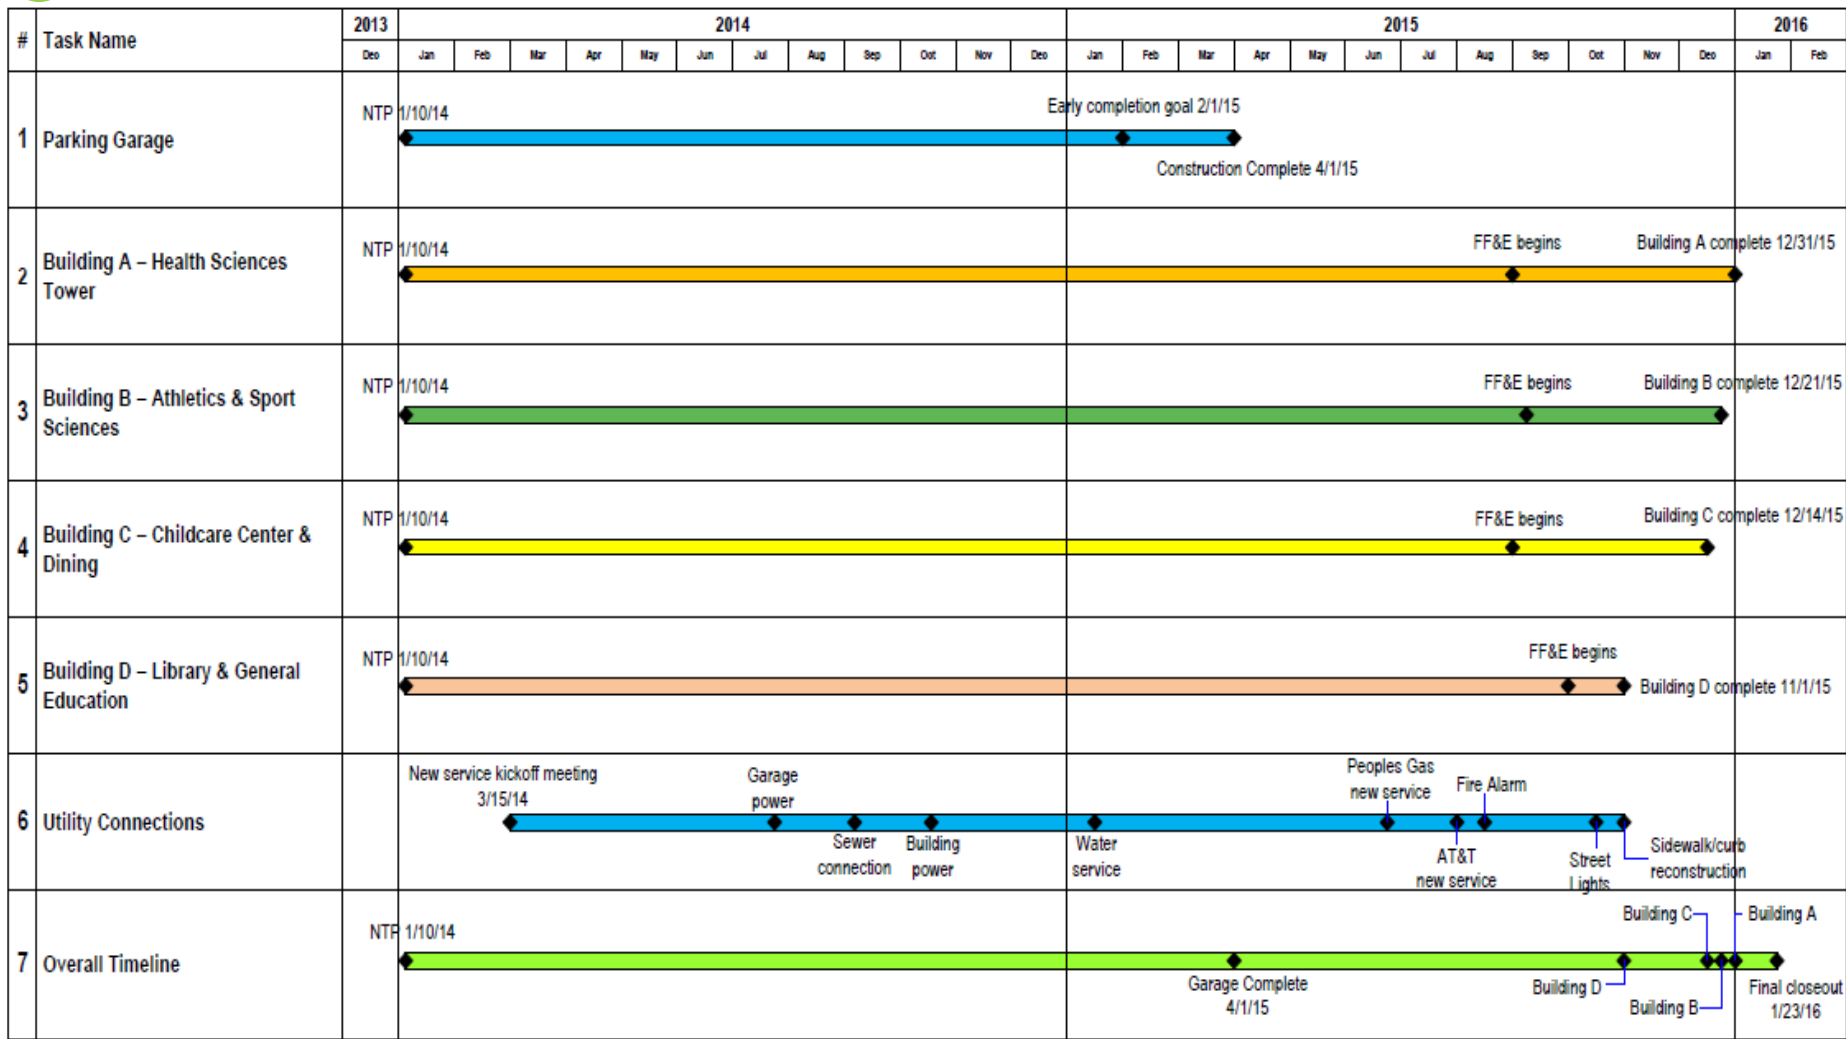 2013 2014 2015 2016
# Task Name
Deo Jan Feb Mar Apr May Jun Jul Aug Sep Oot Nov Deo Jan Feb Mar Apr May Jun Jul Aug Sep Oot Nov Deo Jan Feb
1 Parking Garage
NTP 1/10/14
Early completion goal 2/1/15
Construction Complete 4/1/15
2 Building A – Health Sciences
Tower
NTP 1/10/14
FF&E begins
Building A complete 12/31/15
3 Building B – Athletics & Sport
Sciences
NTP 1/10/14
FF&E begins
Building B complete 12/21/15
4 Building C – Childcare Center &
Dining
NTP 1/10/14
FF&E begins
Building C complete 12/14/15
5 Building D – Library & General
Education
NTP 1/10/14
FF&E begins
Building D complete 11/1/15
6 Utility Connections
New service kickoff meeting
3/15/14
Garage
power
Sewer
connection
Building
power
Water
service
Peoples Gas
new service
AT&T
new service
Fire Alarm
Street
Lights
Sidewalk/curb
reconstruction
7 Overall Timeline
NTP 1/10/14
Garage Complete
4/1/15
Building D
Building C
Building B
Building A
Final closeout
1/23/16